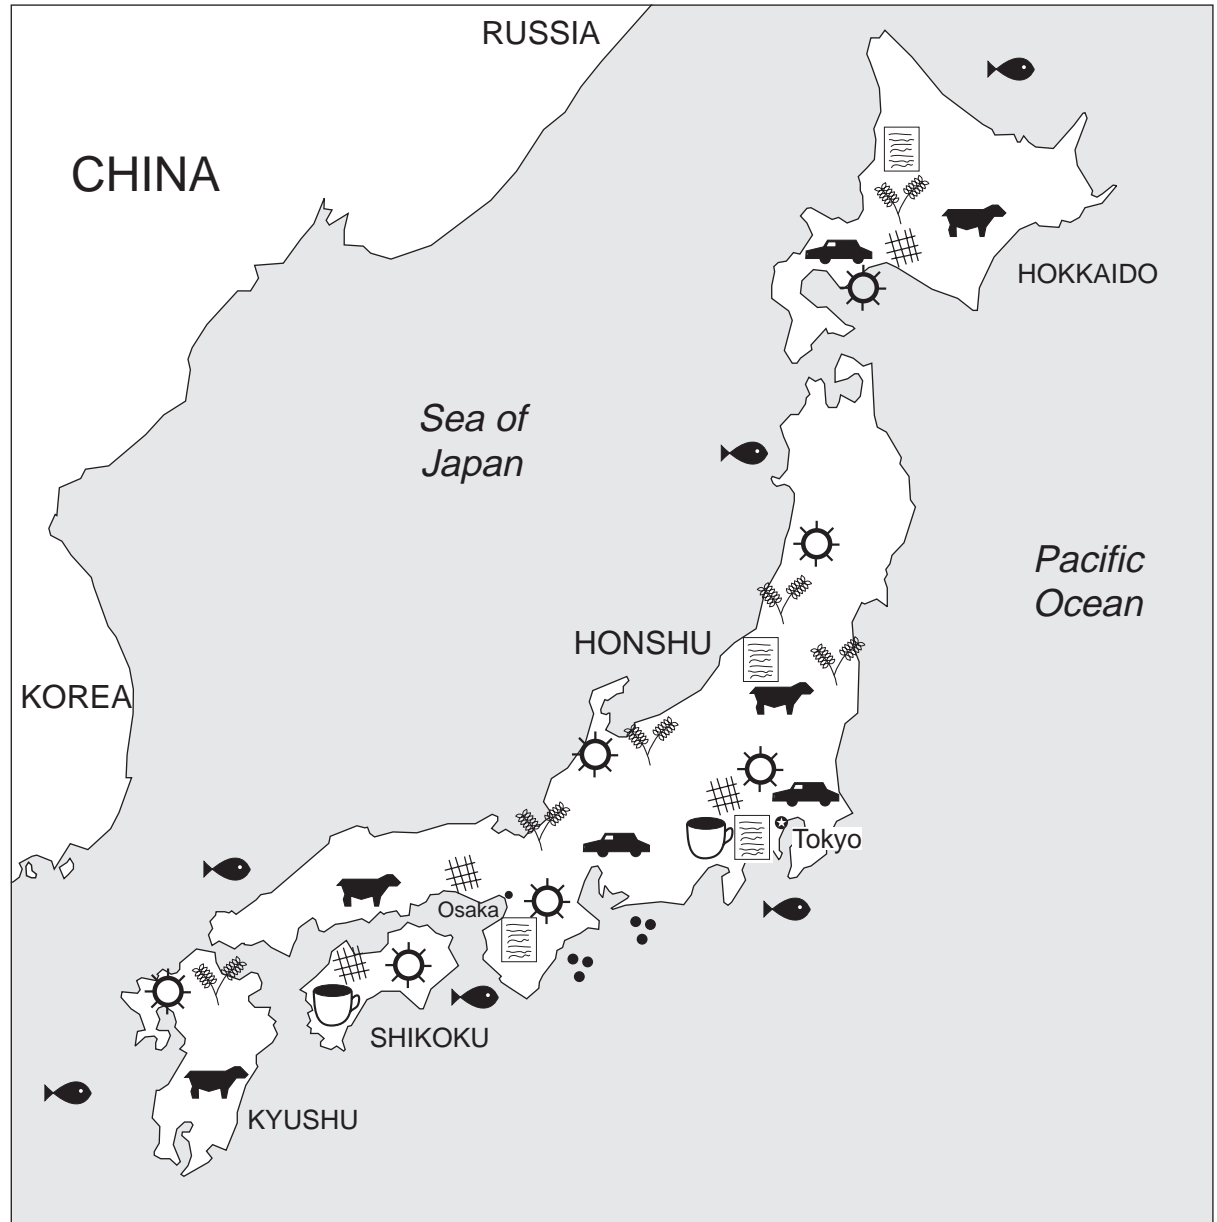 RUSSIA
CHINA
HOKKAIDO
Sea of
Japan
Pacific
Ocean
HONSHU
KOREA
Tokyo
Osaka
SHIKOKU
KYUSHU